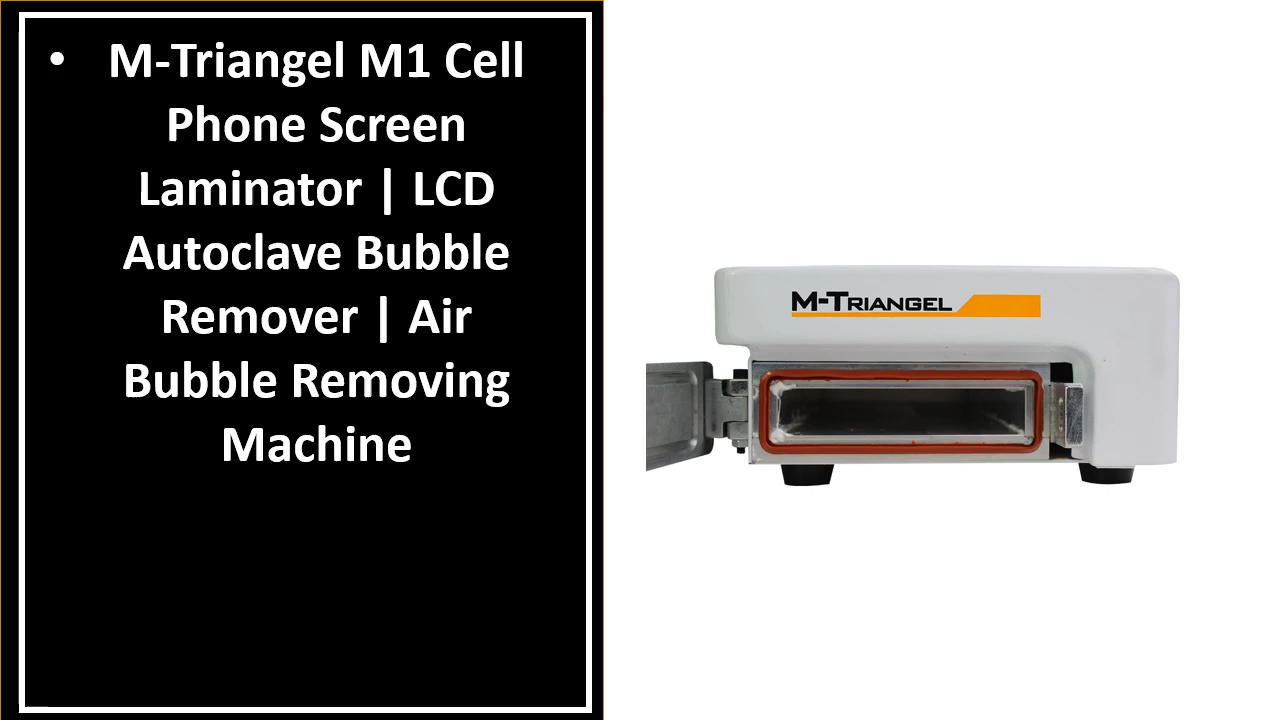 • M-Triangel M1 Cell
Phone Screen
Laminator | LCD
Autoclave Bubble
Remover | Air
Bubble Removing
Machine
M-TRIANGEL